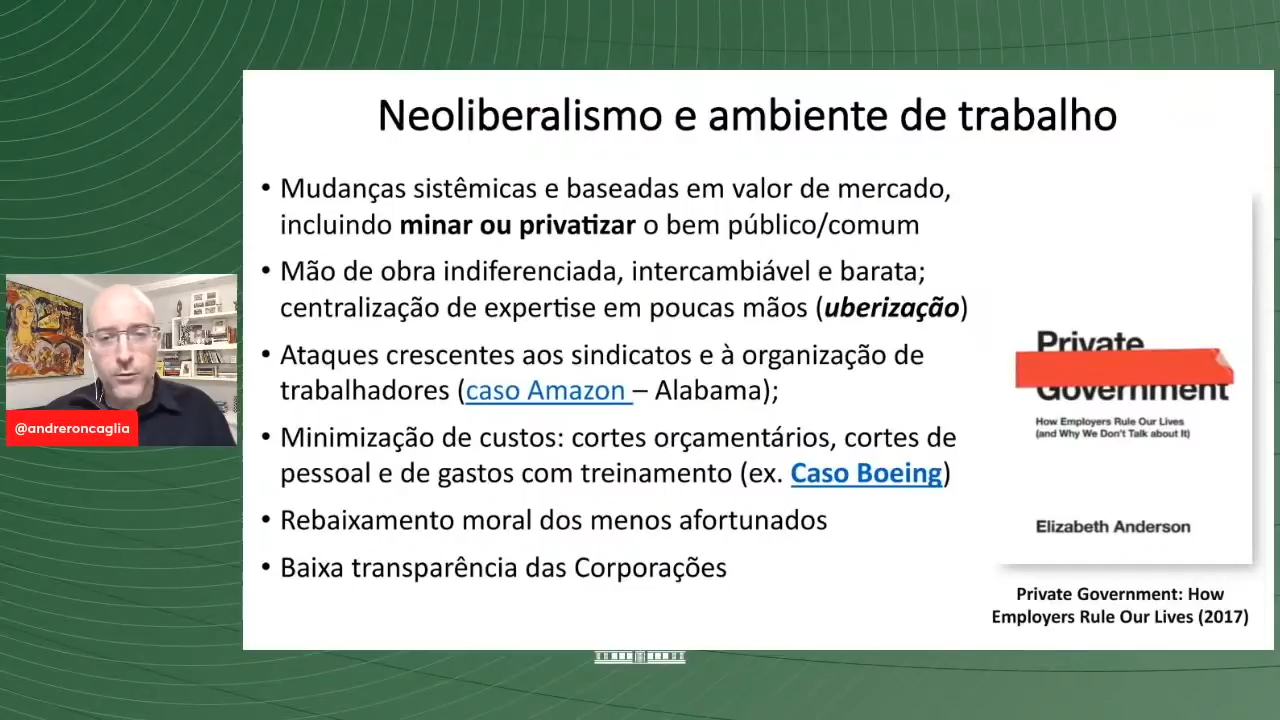 Neoliberalismo e ambiente de trabalho
• Mudanças sistêmicas e baseadas em valor de mercado,
incluindo minar ou privatizar o bem público/comum
• Mão de obra indiferenciada, intercambiável e barata;
centralização de expertise em poucas mãos (uberização)
• Ataques crescentes aos sindicatos e à organização de
trabalhadores (caso Amazon – Alabama);
• Minimização de custos: cortes orçamentários, cortes de
pessoal e de gastos com treinamento (ex. Caso Boeing)
• Rebaixamento moral dos menos afortunados
• Baixa transparência das Corporações
Private
Government
How Employers Rule Our Lives
(and Why We Don't Talk about It)
Elizabeth Anderson
Private Government: How
Employers Rule Our Lives (2017)
@andreroncaglia